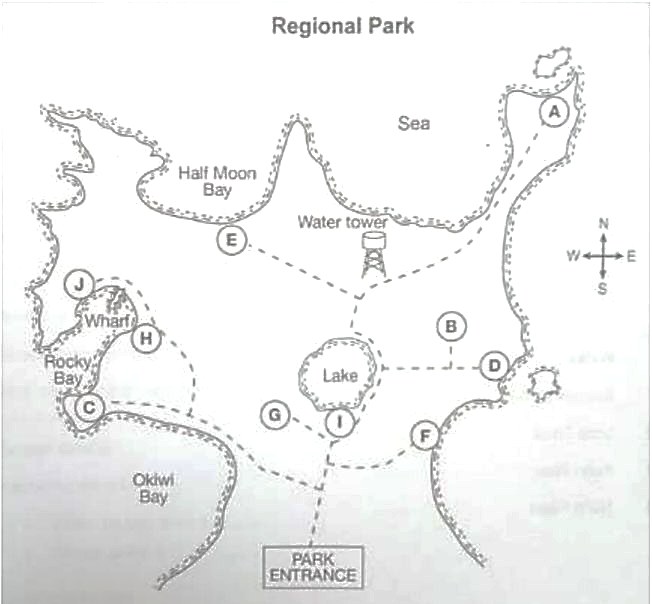 Regional Park
A
Sea
Half Moon
Bay
Water tower
E
N
W E
S
J
Wharf
H
B
Rocky
Bay
Lake
D
C
G
I
F
Okiwi
Bay
PARK
ENTRANCE